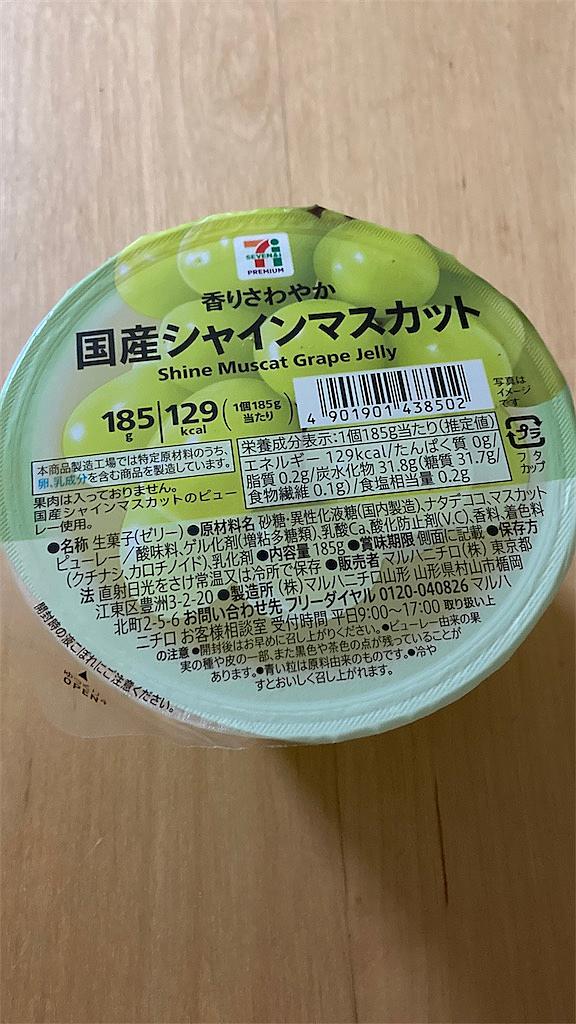 SEVEN&i
PREMIUM
香りさわやか
国産シャインマスカット
Shine Muscat Grape Jelly
185g 129kcal (1個185g当たり)
4 901901 438502
写真は
イメージ
です
プラ
フタ
カップ
本商品製造工場では特定原材料のうち、
卵、乳成分を含む商品を製造しています。
果肉は入っておりません。
国産シャインマスカットのピュー
レー使用。
栄養成分表示:1個185g当たり(推定値)
エネルギー 129kcal/たんぱく質 0g/
脂質 0.2g/炭水化物 31.8g(糖質 31.7g/
食物繊維 0.1g)/食塩相当量 0.2g
●名称 生菓子(ゼリー) ●原材料名 砂糖・異性化液糖(国内製造)、ナタデココ、マスカット
ピューレー/酸味料、ゲル化剤(増粘多糖類)、乳酸Ca、酸化防止剤(V.C)、香料、着色料
(クチナシ、カロチノイド)、乳化剤 ●内容量 185g ●賞味期限 側面に記載 ●保存方
法 直射日光をさけ常温又は冷所で保存 ●販売者 マルハニチロ(株) 東京都
江東区豊洲3-2-20 ●製造所 (株)マルハニチロ山形 山形県村山市楯岡
北町2-5-6 お問い合わせ先 フリーダイヤル 0120-040826 マルハ
ニチロ お客様相談室 受付時間 平日9:00〜17:00 取り扱い上
の注意 ●開封後はお早めに召し上がりください。●ピューレー由来の果
実の種や皮の一部、また黒色や茶色の点が残っていることが
あります。●青い粒は原料由来のものです。●冷や
すとおいしく召し上がれます。
開封時の液こぼれにご注意ください。